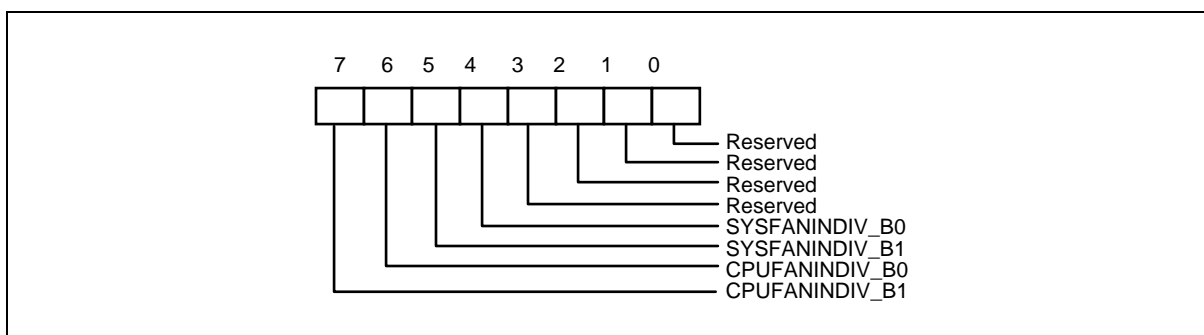 7 6 5 4 3 2 1 0
Reserved
Reserved
Reserved
Reserved
SYSFANINDIV_B0
SYSFANINDIV_B1
CPUFANINDIV_B0
CPUFANINDIV_B1